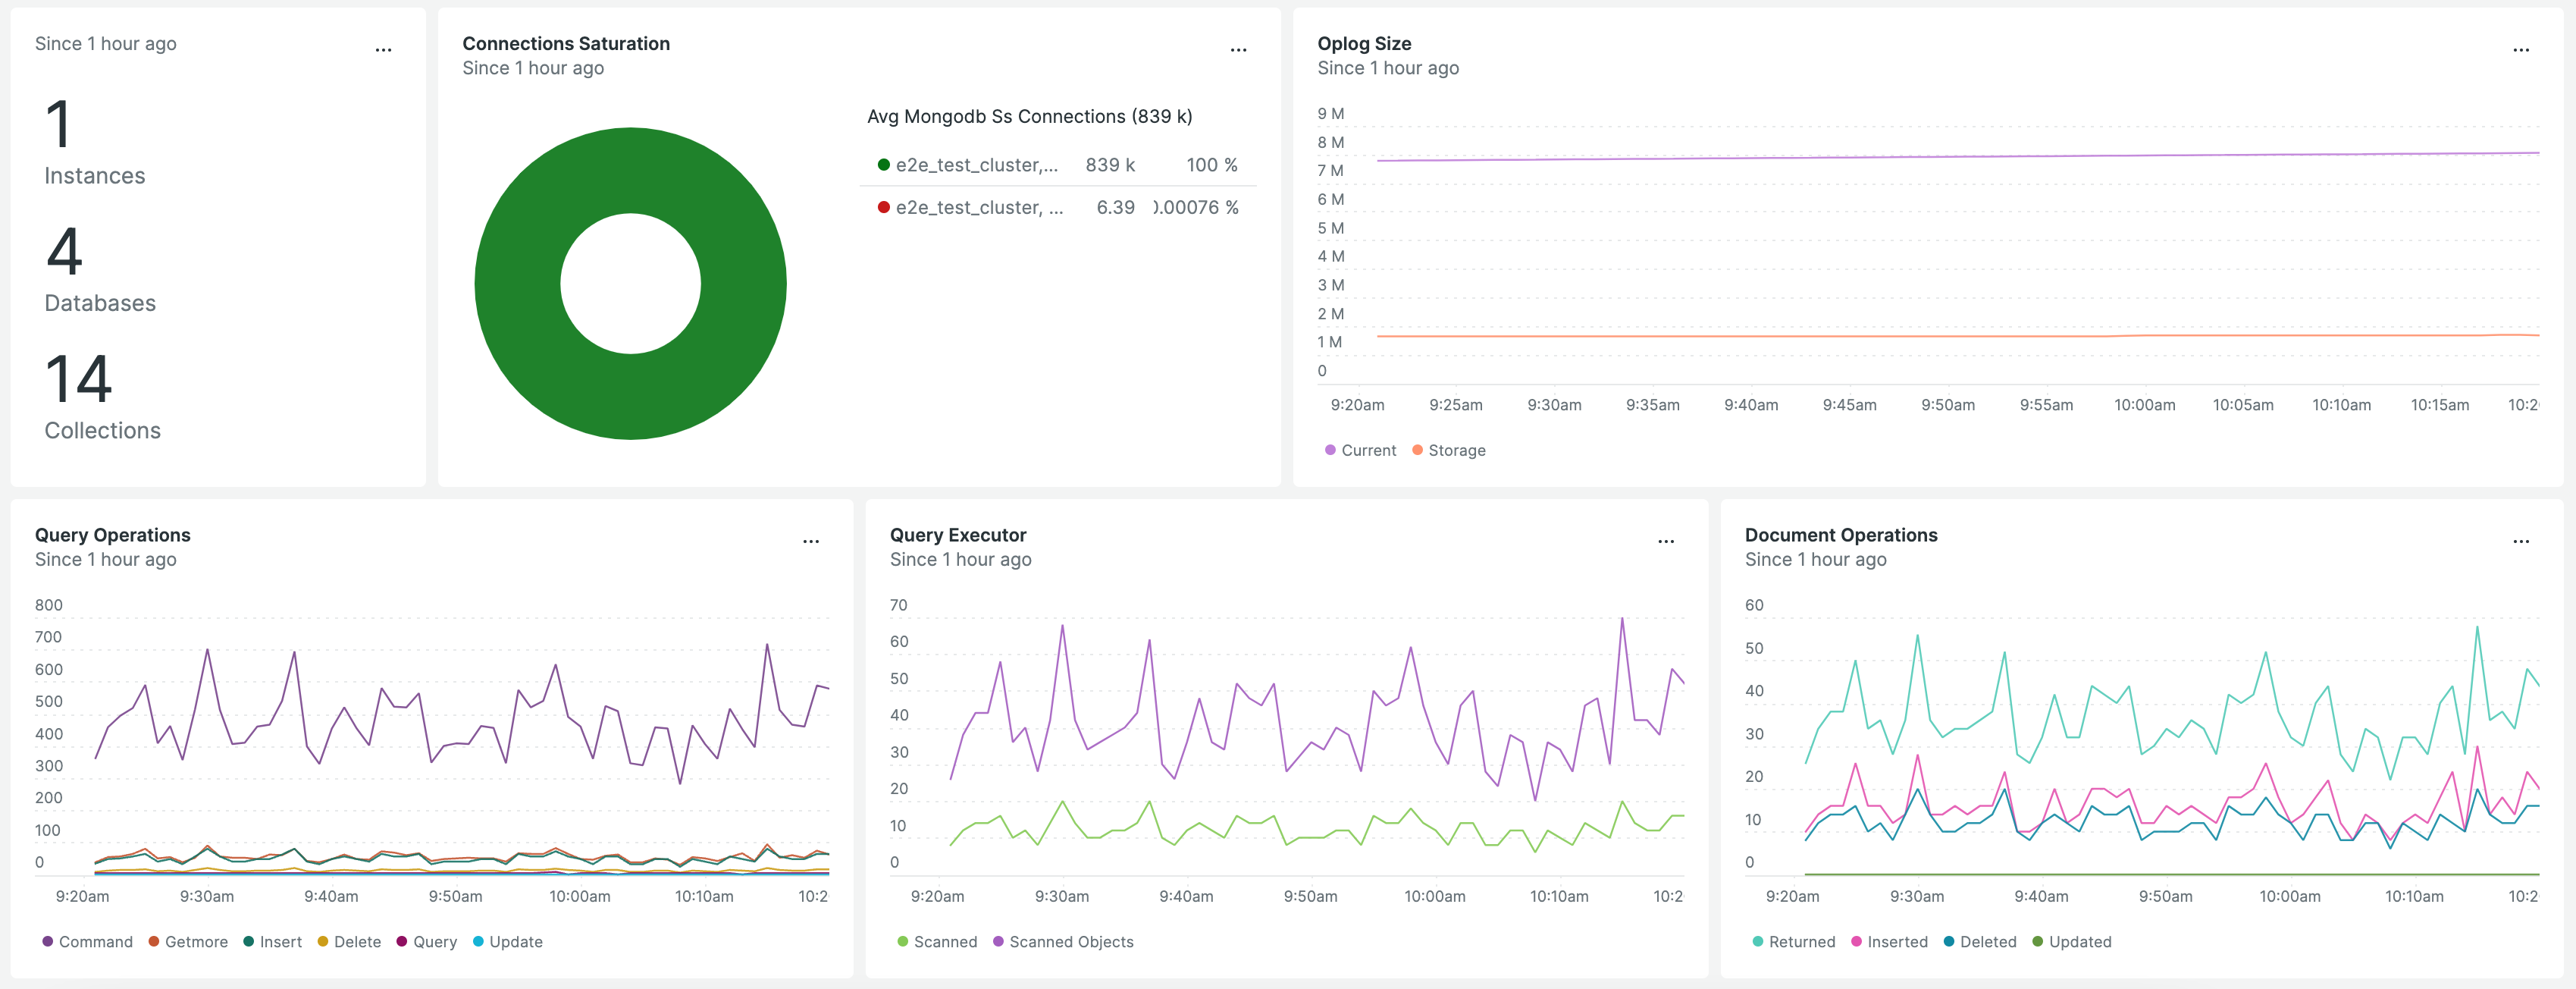 Since 1 hour ago
...
1
Instances
4
Databases
14
Collections
Connections Saturation
...
Since 1 hour ago
Avg Mongodb Ss Connections (839 k)
e2e_test_cluster,... 839 k 100 %
e2e_test_cluster, ... 6.39 0.00076 %
Oplog Size
...
Since 1 hour ago
9 M
8 M
7 M
6 M
5 M
4 M
3 M
2 M
1 M
0
9:20am 9:25am 9:30am 9:35am 9:40am 9:45am 9:50am 9:55am 10:00am 10:05am 10:10am 10:15am 10:2
Current Storage
Query Operations
...
Since 1 hour ago
800
700
600
500
400
300
200
100
0
9:20am 9:30am 9:40am 9:50am 10:00am 10:10am 10:2
Command Getmore Insert Delete Query Update
Query Executor
...
Since 1 hour ago
70
60
50
40
30
20
10
0
9:20am 9:30am 9:40am 9:50am 10:00am 10:10am 10:2
Scanned Scanned Objects
Document Operations
...
Since 1 hour ago
60
50
40
30
20
10
0
9:20am 9:30am 9:40am 9:50am 10:00am 10:10am 10:2
Returned Inserted Deleted Updated